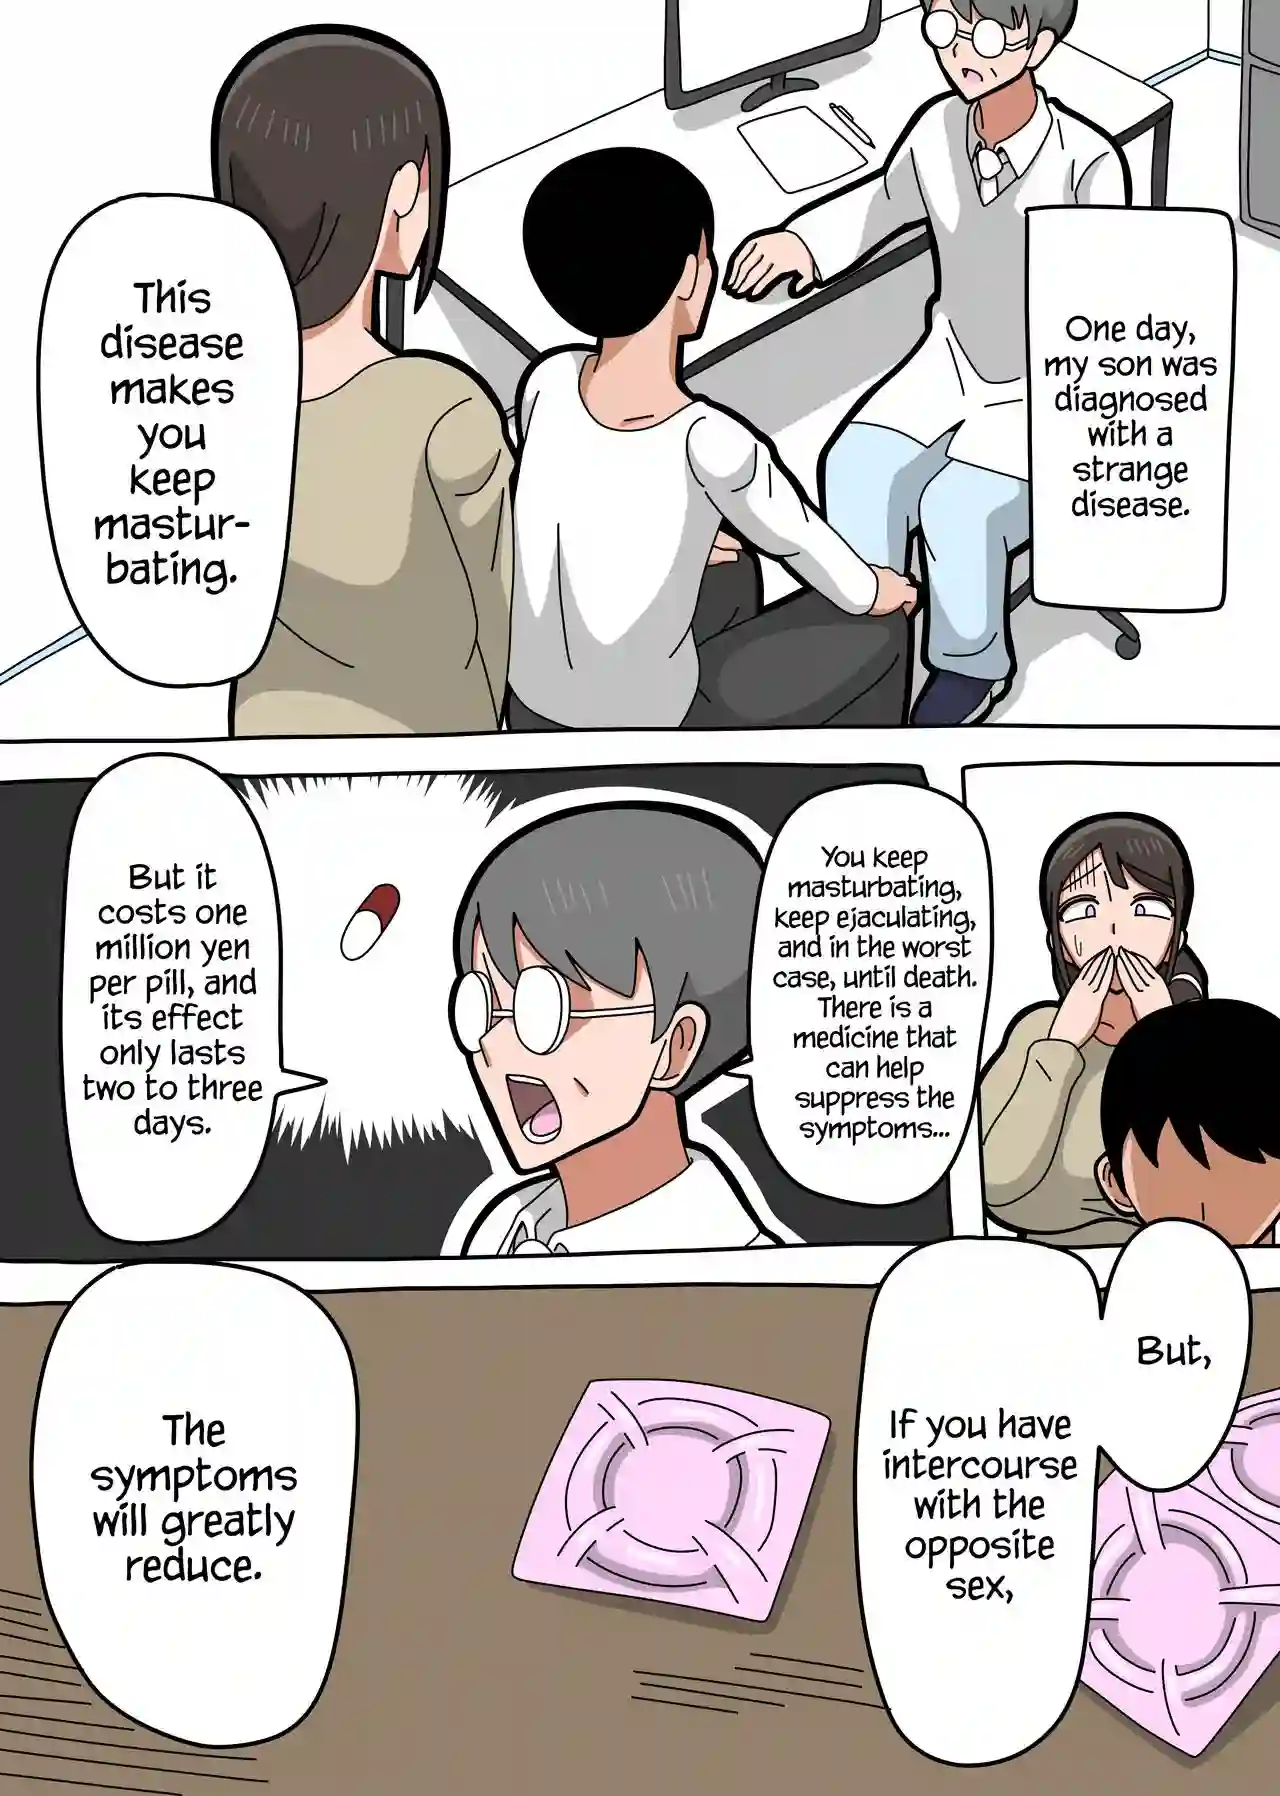 One day,
my son was
diagnosed
with a
strange
disease.
This
disease
makes
you
keep
mastur-
bating.
You keep
masturbating,
keep ejaculating,
and in the worst
case, until death.
There is a
medicine that
can help
suppress the
symptoms...
But it
costs one
million yen
per pill, and
its effect
only lasts
two to three
days.
But,
If you have
intercourse
with the
opposite
sex,
The
symptoms
will greatly
reduce.